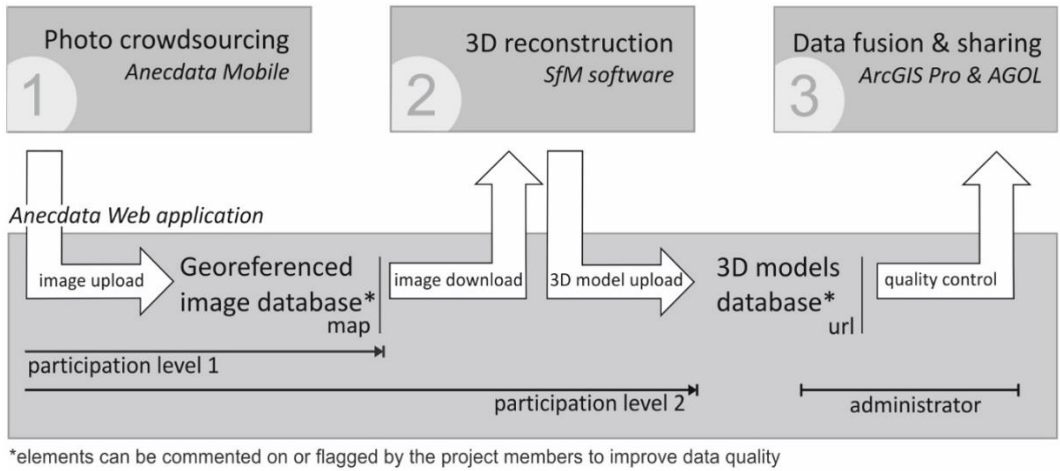 Photo crowdsourcing
Anecdata Mobile
1
3D reconstruction
SfM software
2
Data fusion & sharing
ArcGIS Pro & AGOL
3
Anecdata Web application
image upload
Georeferenced
image database*
map
image download
3D model upload
3D models
database*
url
quality control
participation level 1
participation level 2
administrator
*elements can be commented on or flagged by the project members to improve data quality